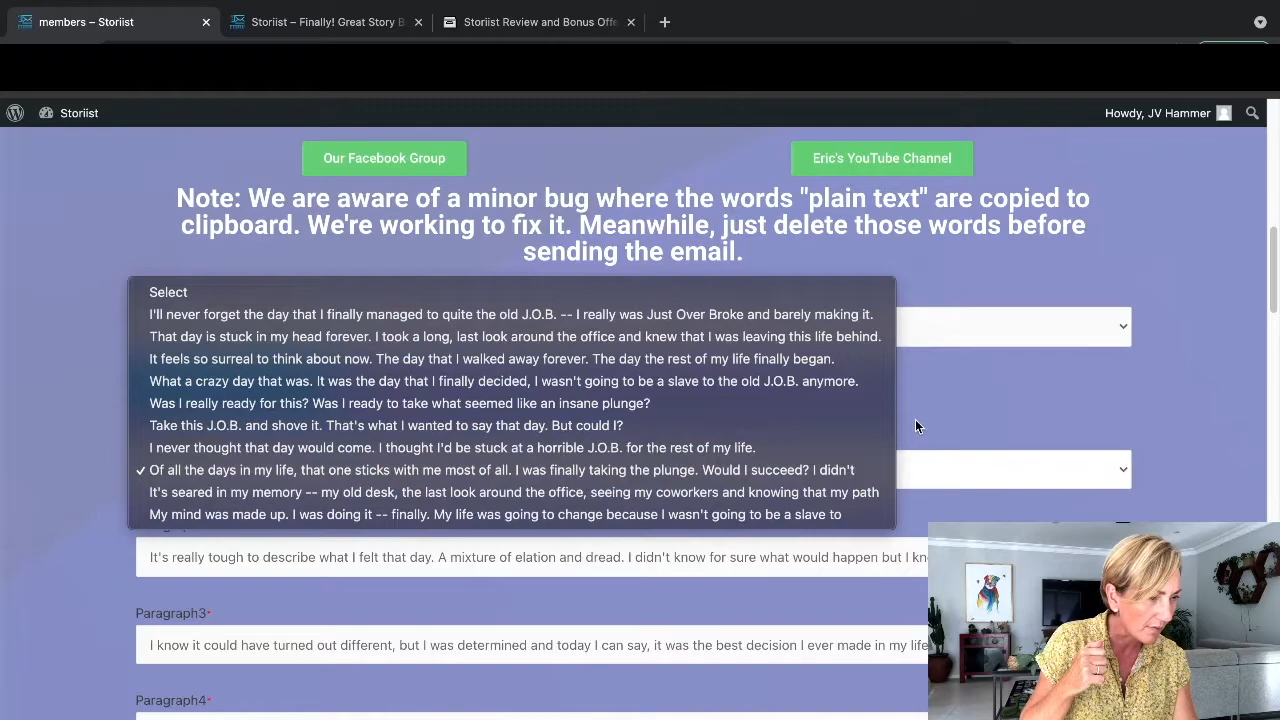 members – Storiist
Storiist – Finally! Great Story B
Storiist Review and Bonus Offe
Storiist
Howdy, JV Hammer
Our Facebook Group
Eric's YouTube Channel
Note: We are aware of a minor bug where the words "plain text" are copied to
clipboard. We're working to fix it. Meanwhile, just delete those words before
sending the email.
Select
I'll never forget the day that I finally managed to quite the old J.O.B. -- I really was Just Over Broke and barely making it.
That day is stuck in my head forever. I took a long, last look around the office and knew that I was leaving this life behind.
It feels so surreal to think about now. The day that I walked away forever. The day the rest of my life finally began.
What a crazy day that was. It was the day that I finally decided, I wasn't going to be a slave to the old J.O.B. anymore.
Was I really ready for this? Was I ready to take what seemed like an insane plunge?
Take this J.O.B. and shove it. That's what I wanted to say that day. But could I?
I never thought that day would come. I thought I'd be stuck at a horrible J.O.B. for the rest of my life.
✓ Of all the days in my life, that one sticks with me most of all. I was finally taking the plunge. Would I succeed? I didn't
It's seared in my memory -- my old desk, the last look around the office, seeing my coworkers and knowing that my path
My mind was made up. I was doing it -- finally. My life was going to change because I wasn't going to be a slave to
It's really tough to describe what I felt that day. A mixture of elation and dread. I didn't know for sure what would happen but I kn
Paragraph3*
I know it could have turned out different, but I was determined and today I can say, it was the best decision I ever made in my life
Paragraph4*